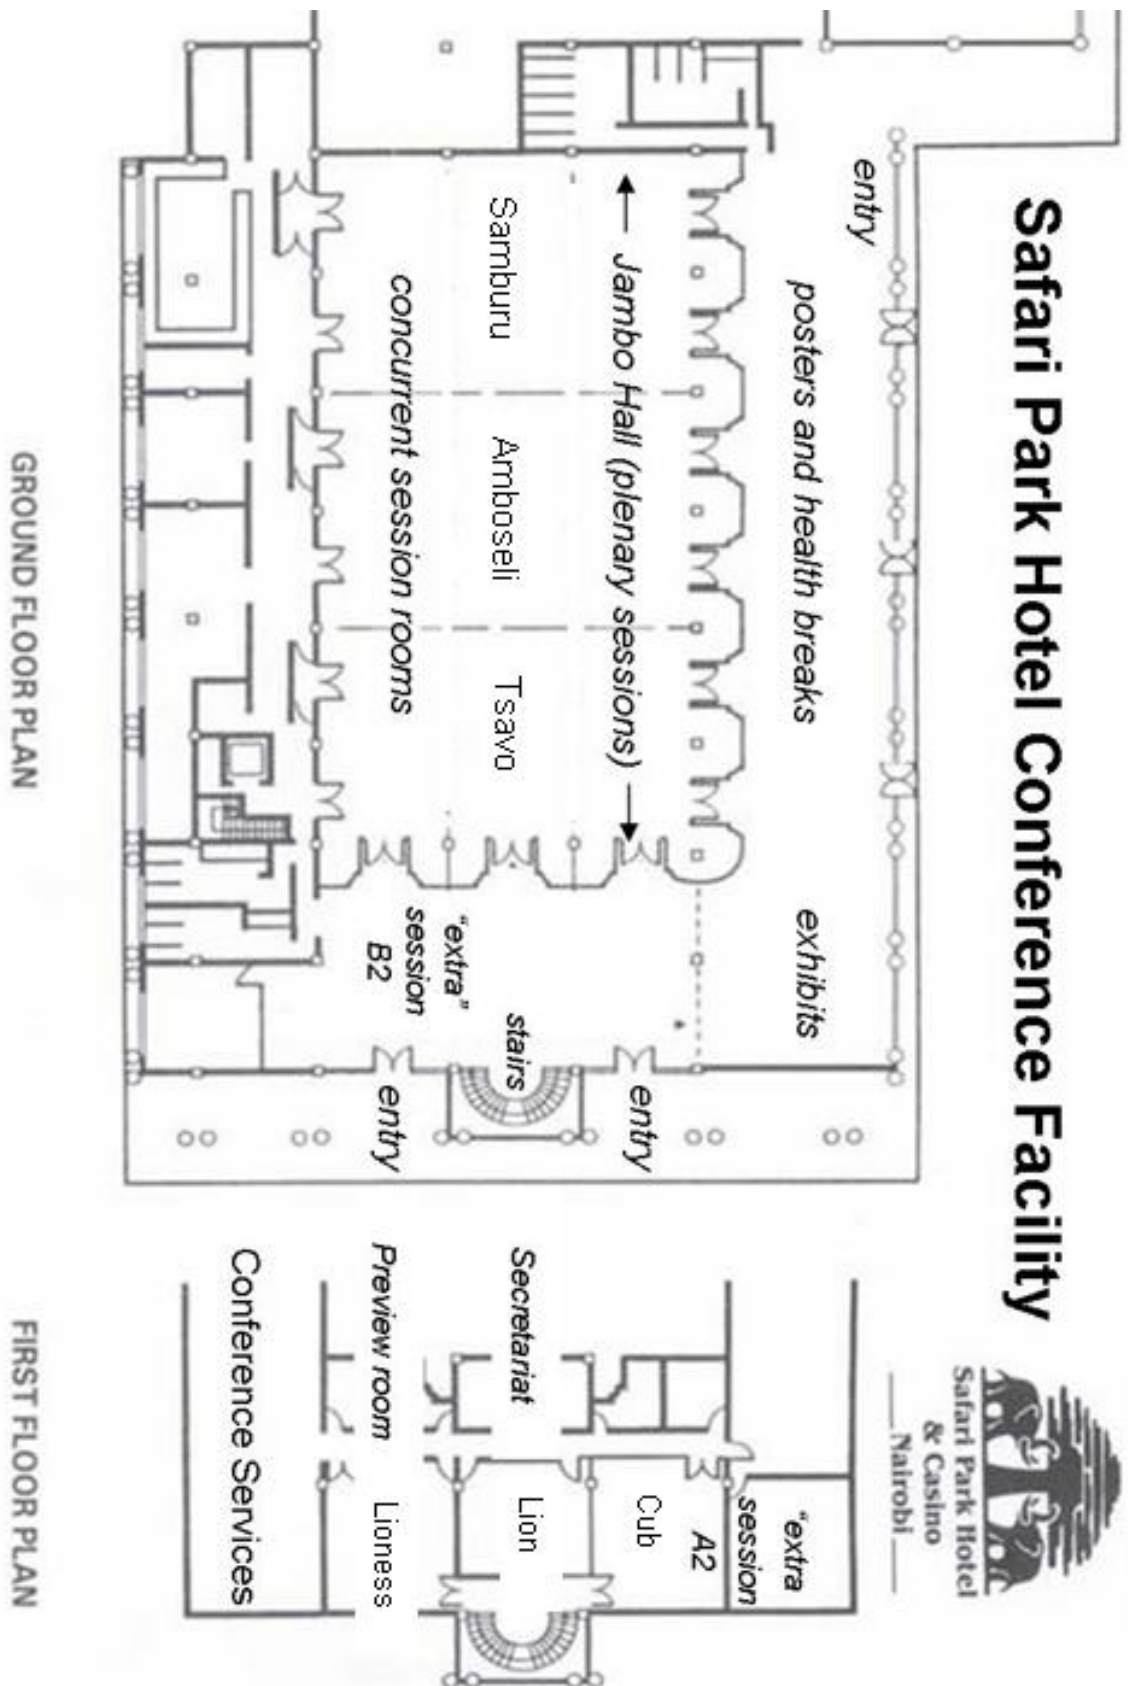 Safari Park Hotel Conference Facility
Safari Park Hotel
& Casino
Nairobi
entry
posters and health breaks
exhibits
Jambo Hall (plenary sessions)
Samburu
Amboseli
Tsavo
concurrent session rooms
"extra"
session
B2
stairs
entry
entry
GROUND FLOOR PLAN
"extra
session
A2
Cub
Secretariat
Lion
Preview room
Lioness
Conference Services
FIRST FLOOR PLAN